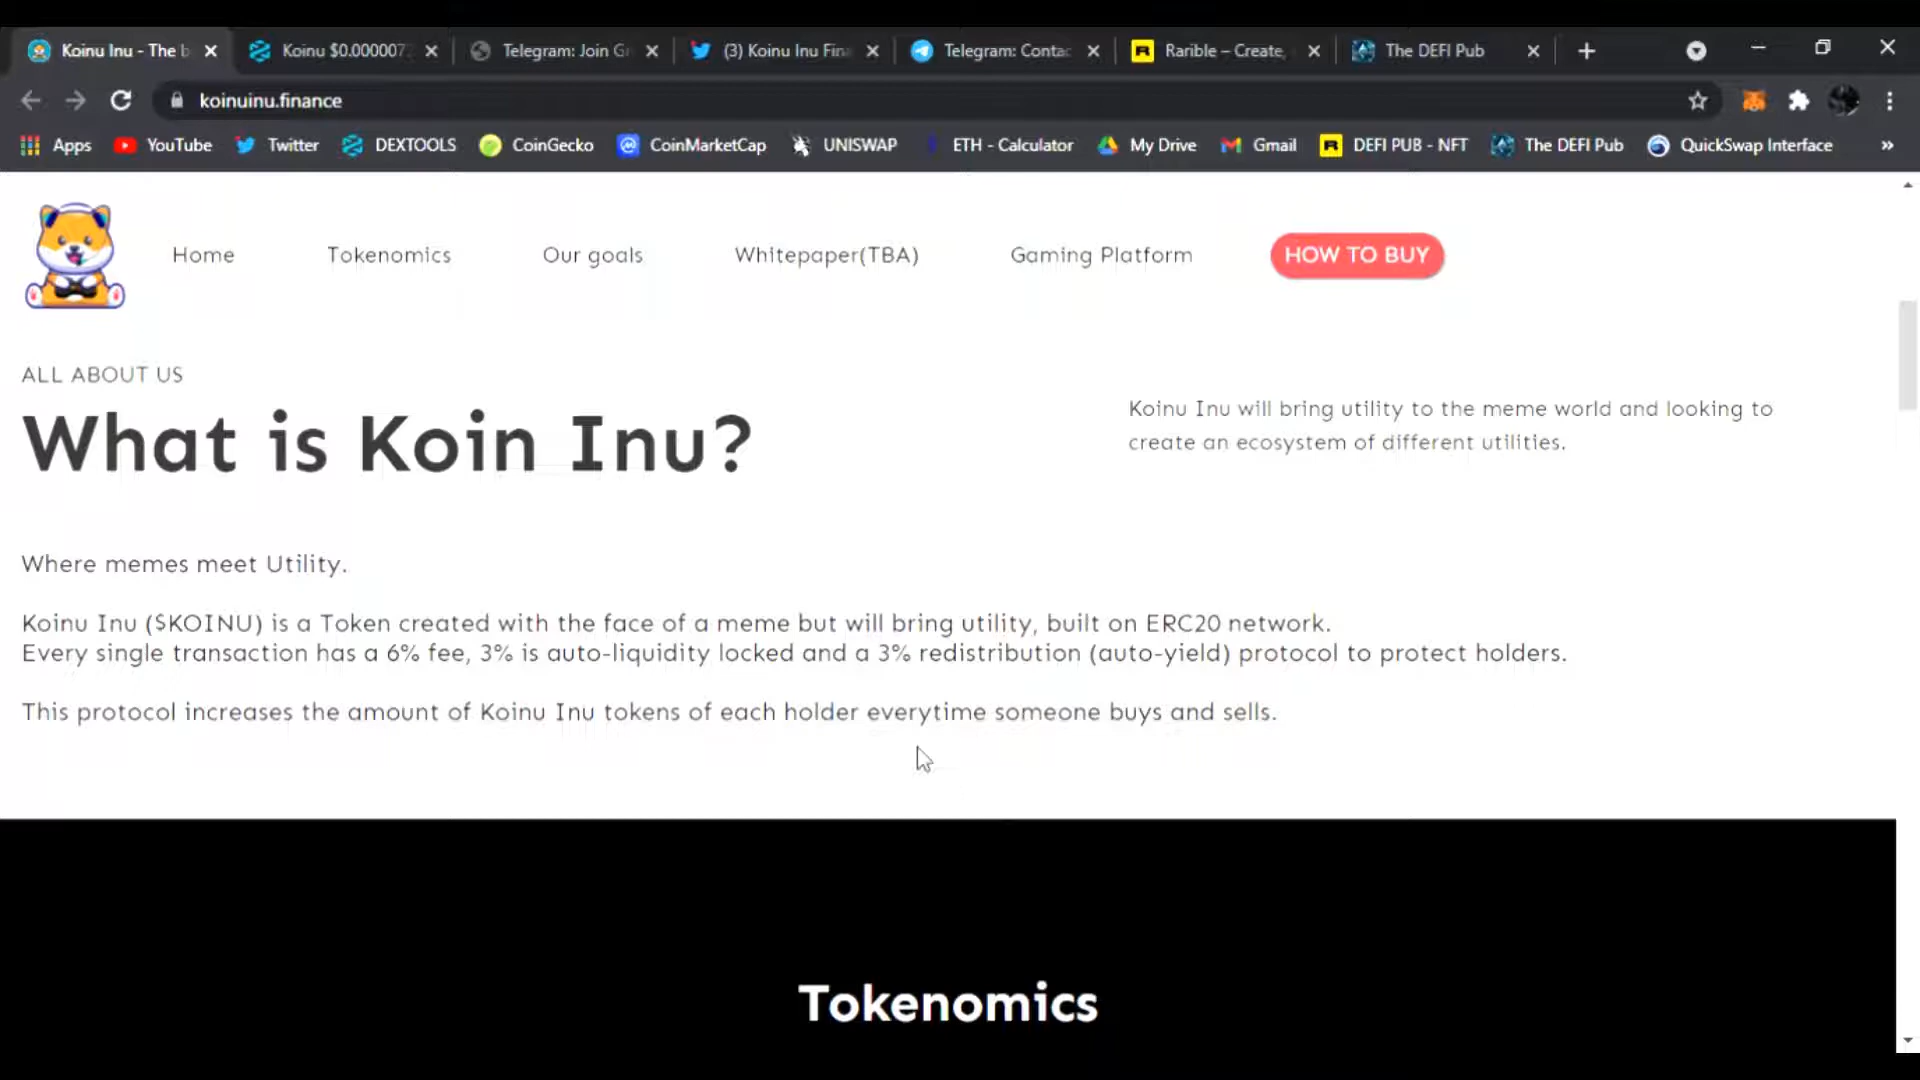 Koinu Inu - The b
Koinu $0.000007
Telegram: Join Gr
(3) Koinu Inu Fin
Telegram: Contac
Rarible – Create,
The DEFI Pub
koinuinu.finance
Apps
YouTube
Twitter
DEXTOOLS
CoinGecko
CoinMarketCap
UNISWAP
ETH - Calculator
My Drive
Gmail
DEFI PUB - NFT
The DEFI Pub
QuickSwap Interface
»
Home
Tokenomics
Our goals
Whitepaper(TBA)
Gaming Platform
HOW TO BUY
ALL ABOUT US
What is Koin Inu?
Koinu Inu will bring utility to the meme world and looking to
create an ecosystem of different utilities.
Where memes meet Utility.
Koinu Inu ($KOINU) is a Token created with the face of a meme but will bring utility, built on ERC20 network.
Every single transaction has a 6% fee, 3% is auto-liquidity locked and a 3% redistribution (auto-yield) protocol to protect holders.
This protocol increases the amount of Koinu Inu tokens of each holder everytime someone buys and sells.
Tokenomics